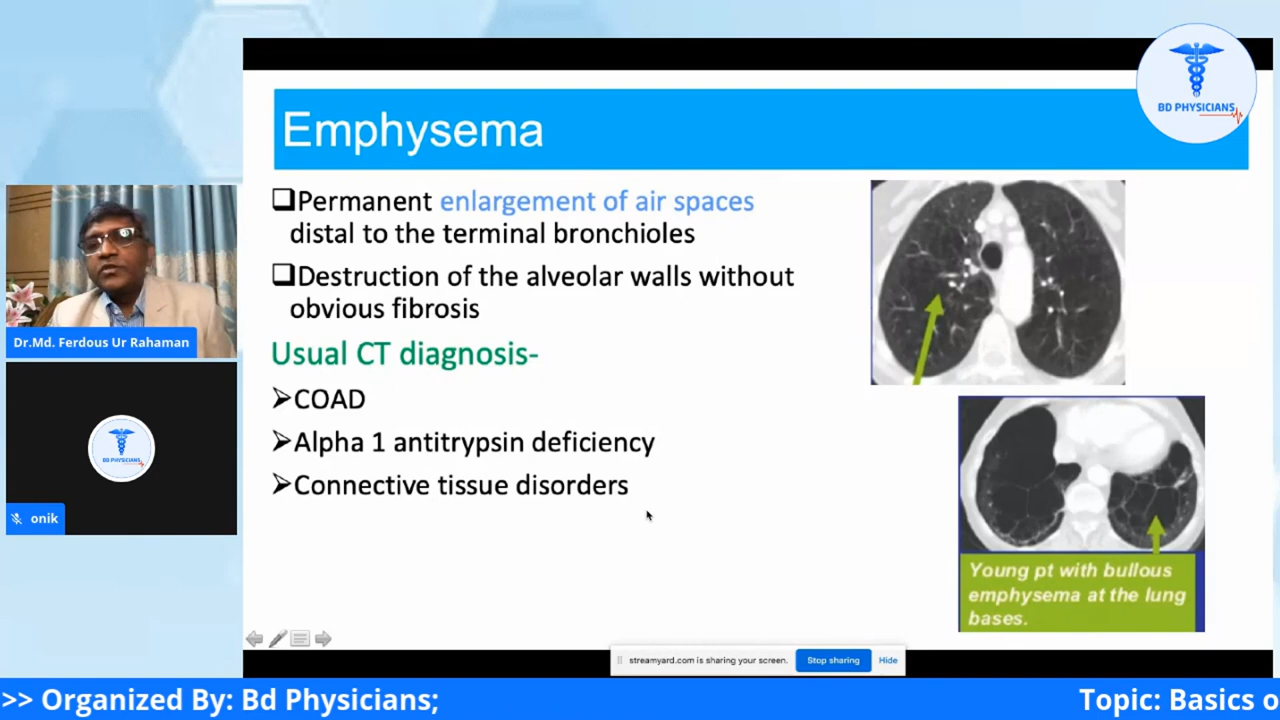 BD PHYSICIANS
Emphysema
Permanent enlargement of air spaces
distal to the terminal bronchioles
Destruction of the alveolar walls without
obvious fibrosis
Usual CT diagnosis-
COAD
Alpha 1 antitrypsin deficiency
Connective tissue disorders
Young pt with bullous
emphysema at the lung
bases.
Dr.Md. Ferdous Ur Rahaman
BD PHYSICIANS
onik
streamyard.com is sharing your screen. Stop sharing Hide
>> Organized By: Bd Physicians; Topic: Basics o